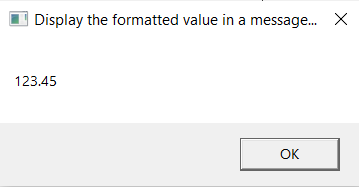 Display the formatted value in a message...
123.45
OK